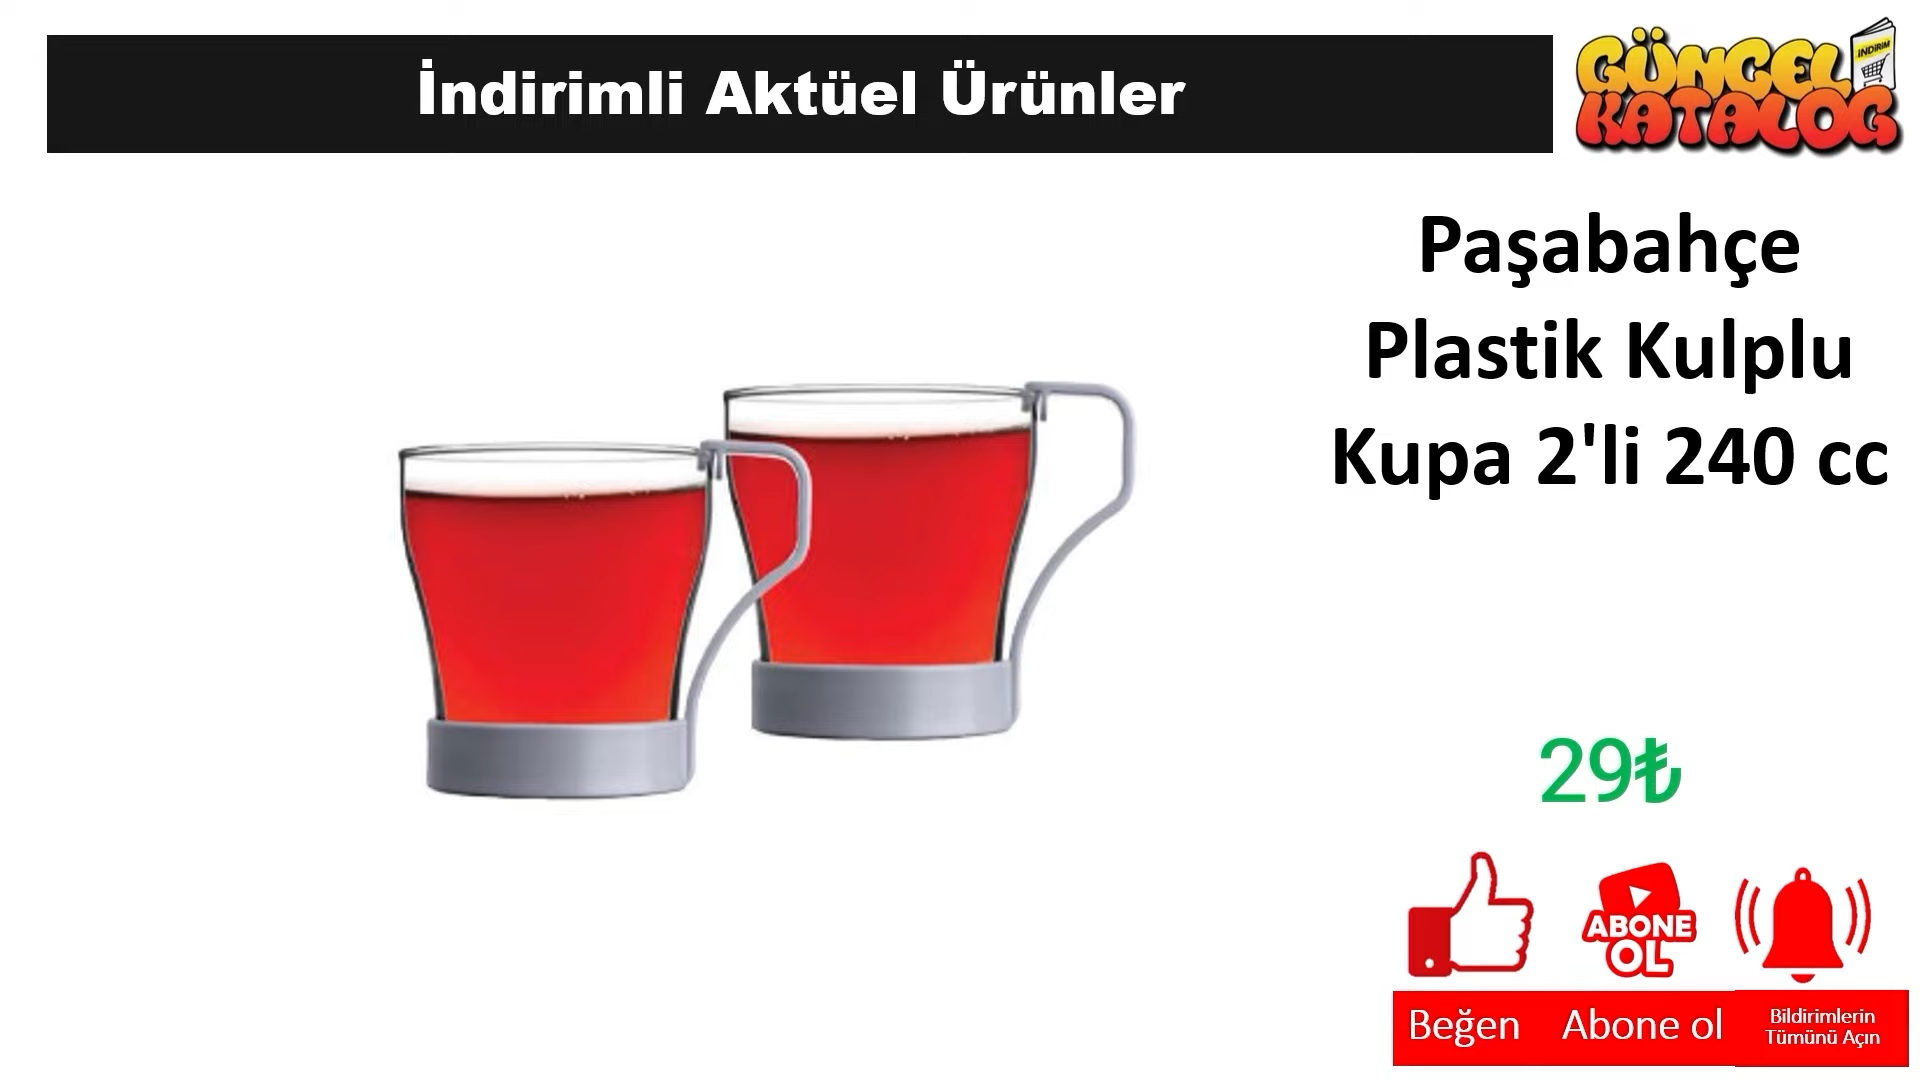 İndirimli Aktüel Ürünler
GÜNCEL
KATALOG
İNDİRİM
Paşabahçe
Plastik Kulplu
Kupa 2'li 240 cc
29₺
ABONE
OL
Beğen
Abone ol
Bildirimlerin
Tümünü Açın